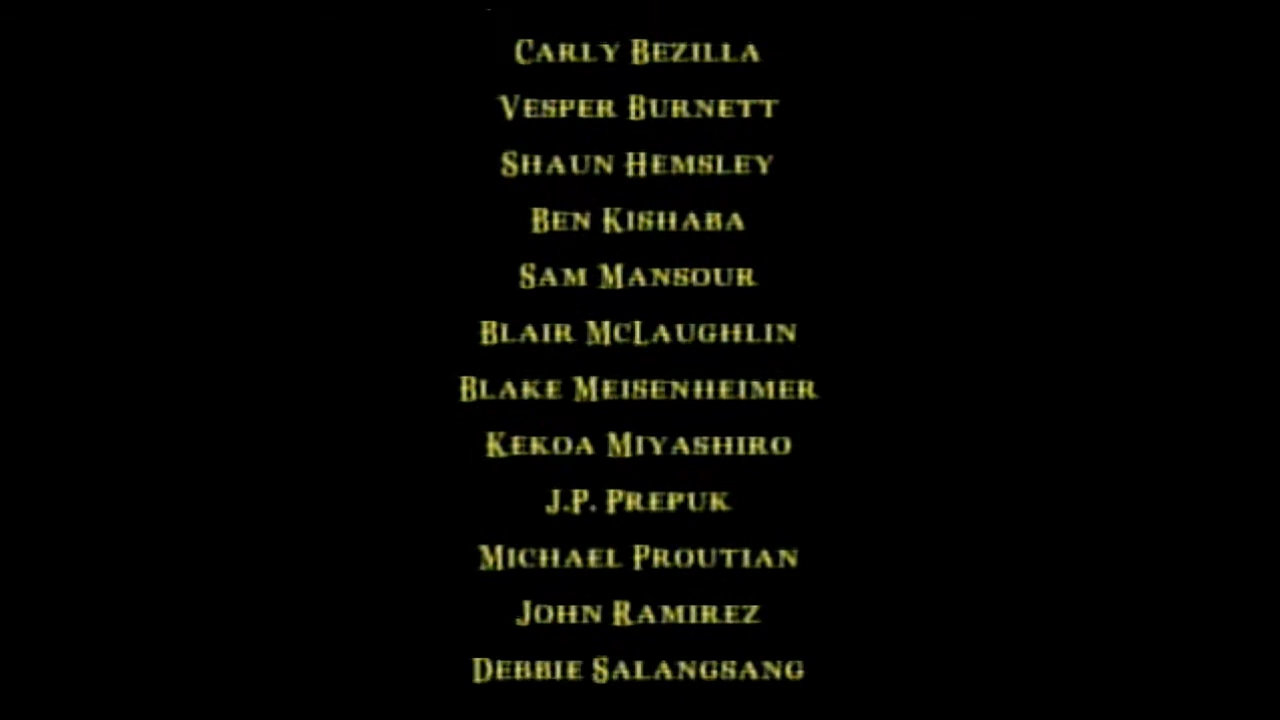 Carly Bezilla
Vesper Burnett
Shaun Hemsley
Ben Kishaba
Sam Mansour
Blair McLaughlin
Blake Meisenheimer
Kekoa Miyashiro
J.P. Prepuk
Michael Proutian
John Ramirez
Debbie Salangsang